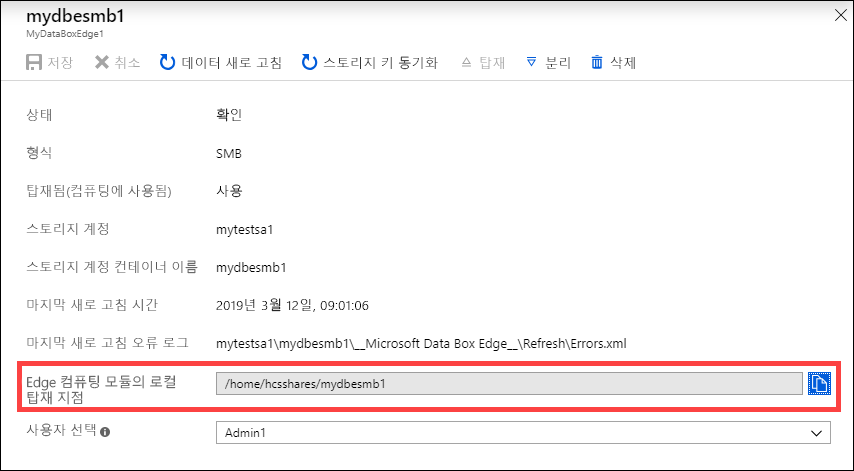 mydbesmb1
MyDataBoxEdge1
저장 취소 데이터 새로 고침 스토리지 키 동기화 탑재 분리 삭제
상태 확인
형식 SMB
탑재됨(컴퓨팅에 사용됨) 사용
스토리지 계정 mytestsa1
스토리지 계정 컨테이너 이름 mydbesmb1
마지막 새로 고침 시간 2019년 3월 12일, 09:01:06
마지막 새로 고침 오류 로그 mytestsa1\mydbesmb1\__Microsoft Data Box Edge__\Refresh\Errors.xml
Edge 컴퓨팅 모듈의 로컬
탑재 지점
/home/hcsshares/mydbesmb1
사용자 선택 Admin1